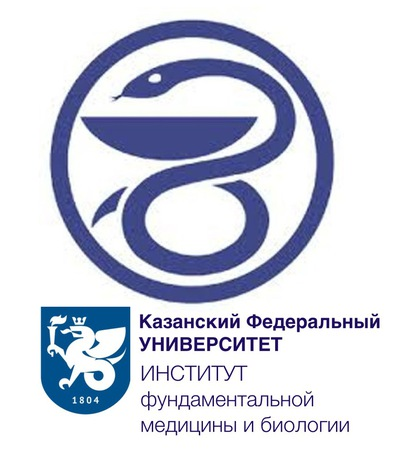 Казанский Федеральный
УНИВЕРСИТЕТ
ИНСТИТУТ
фундаментальной
медицины и биологии
1804